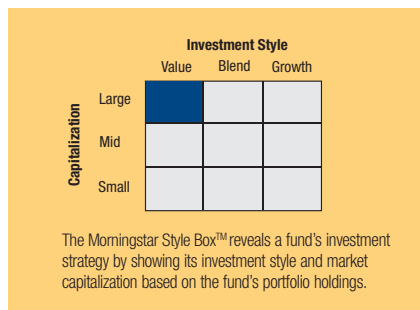 Investment Style
Value Blend Growth
Large
Capitalization
Mid
Small
The Morningstar Style Box™ reveals a fund's investment
strategy by showing its investment style and market
capitalization based on the fund's portfolio holdings.